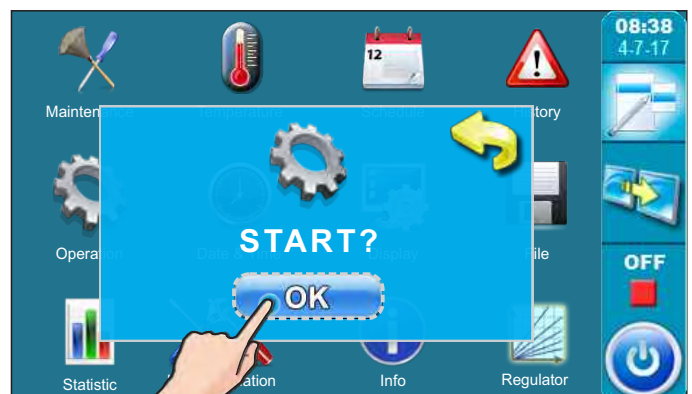 08:38
4-7-17
12
Maintenance
Temperature
Schedule
History
START?
Operation
Date & Time
Display
File
OFF
OK
Statistic
ation
Info
Regulator